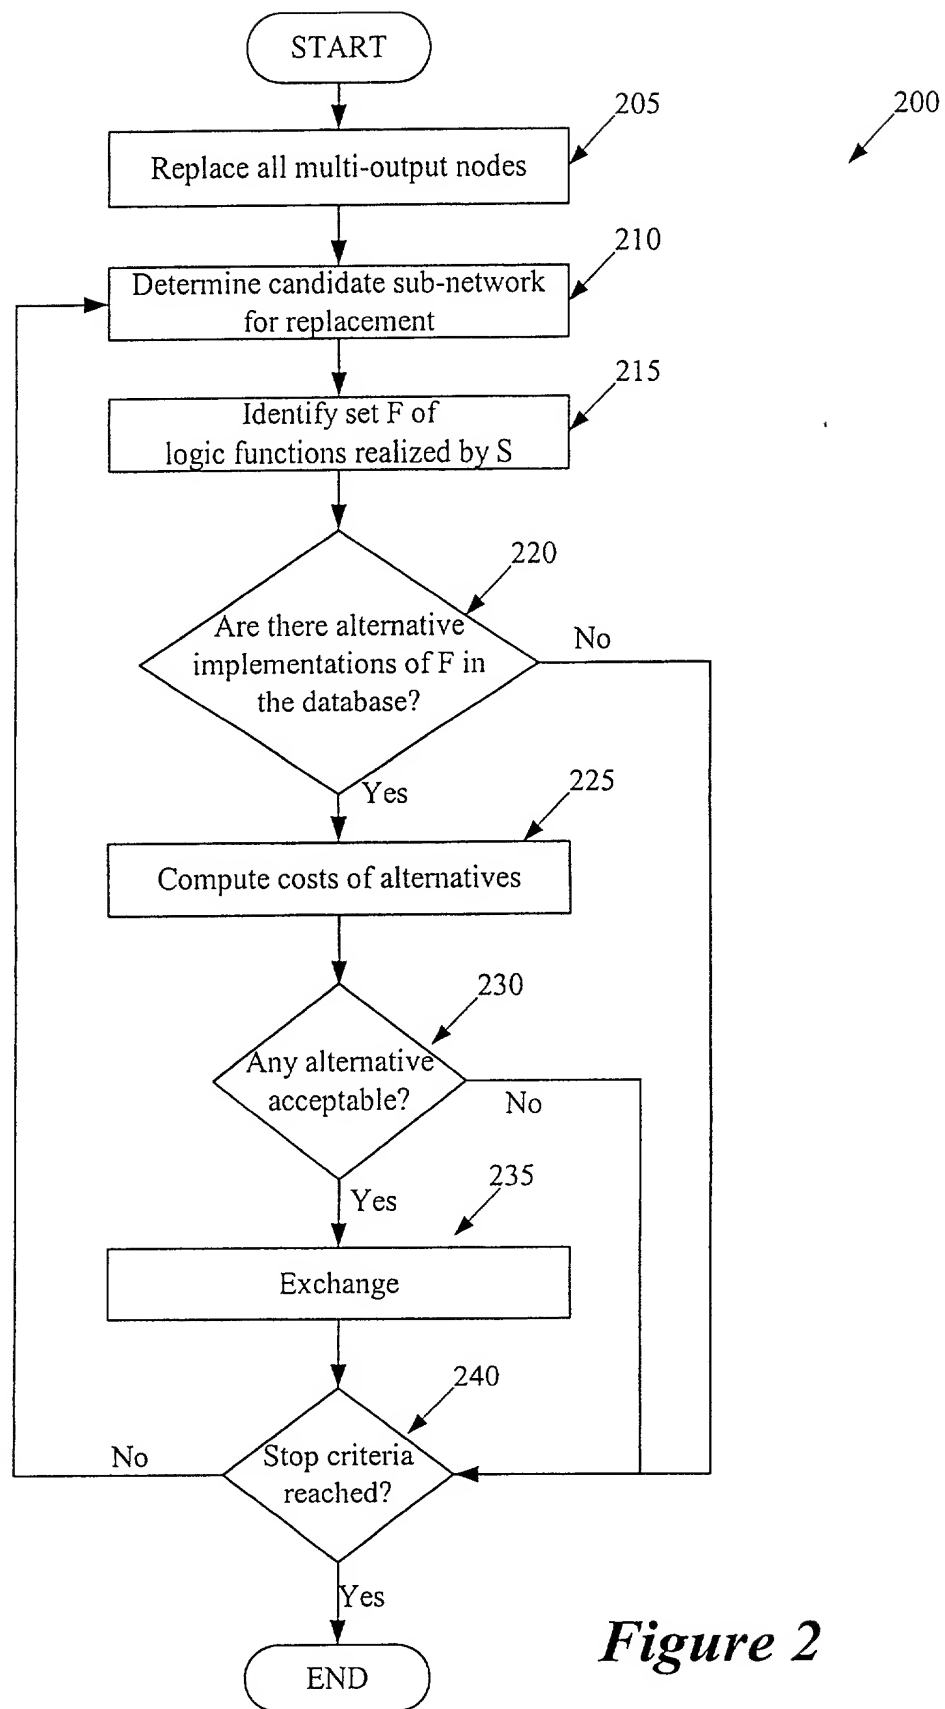 START
205
200
Replace all multi-output nodes
210
Determine candidate sub-network
for replacement
215
Identify set F of
logic functions realized by S
220
Are there alternative
implementations of F in
the database?
No
Yes
225
Compute costs of alternatives
230
Any alternative
acceptable?
No
Yes
235
Exchange
240
Stop criteria
reached?
No
Yes
END
Figure 2